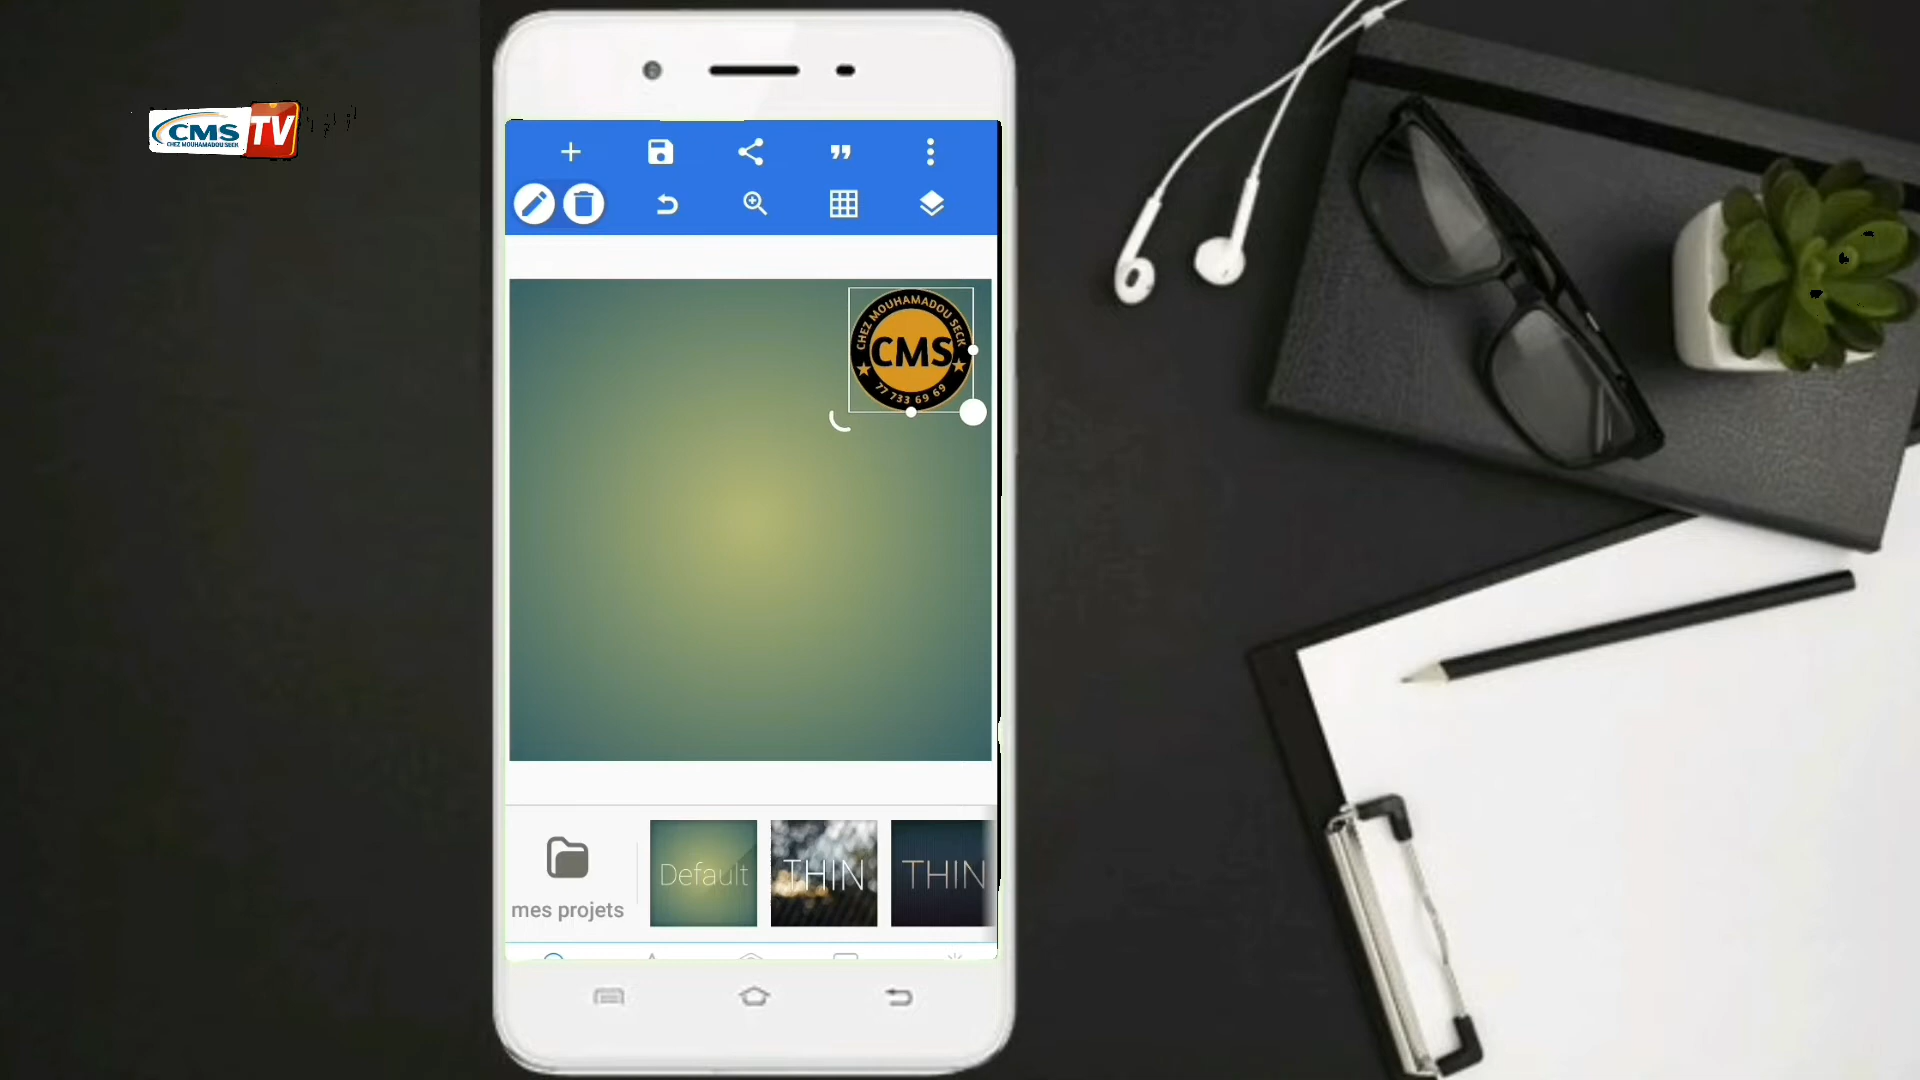 CMS TV
CHEZ MOUHAMADOU SECK
CHEZ MOUHAMADOU SECK
CMS
77 733 69 69
mes projets
Default
THIN
THIN